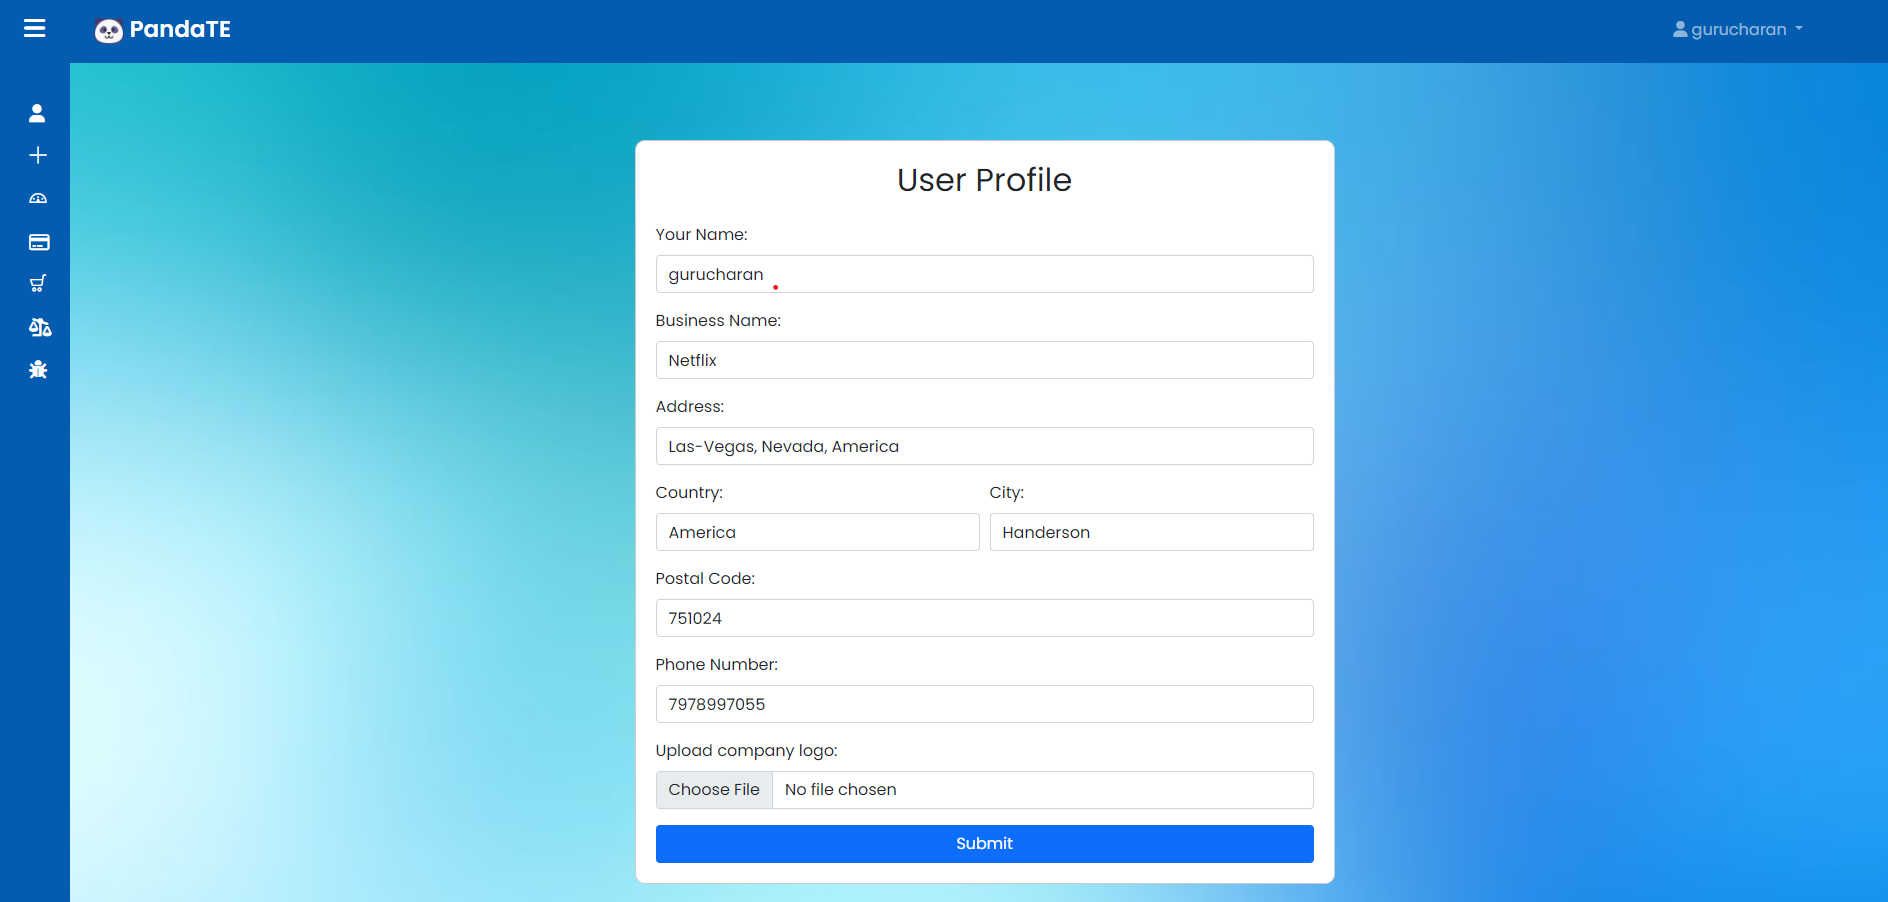 PandaTE
gurucharan
User Profile
Your Name:
gurucharan
Business Name:
Netflix
Address:
Las-Vegas, Nevada, America
Country: City:
America Handerson
Postal Code:
751024
Phone Number:
7978997055
Upload company logo:
Choose File No file chosen
Submit